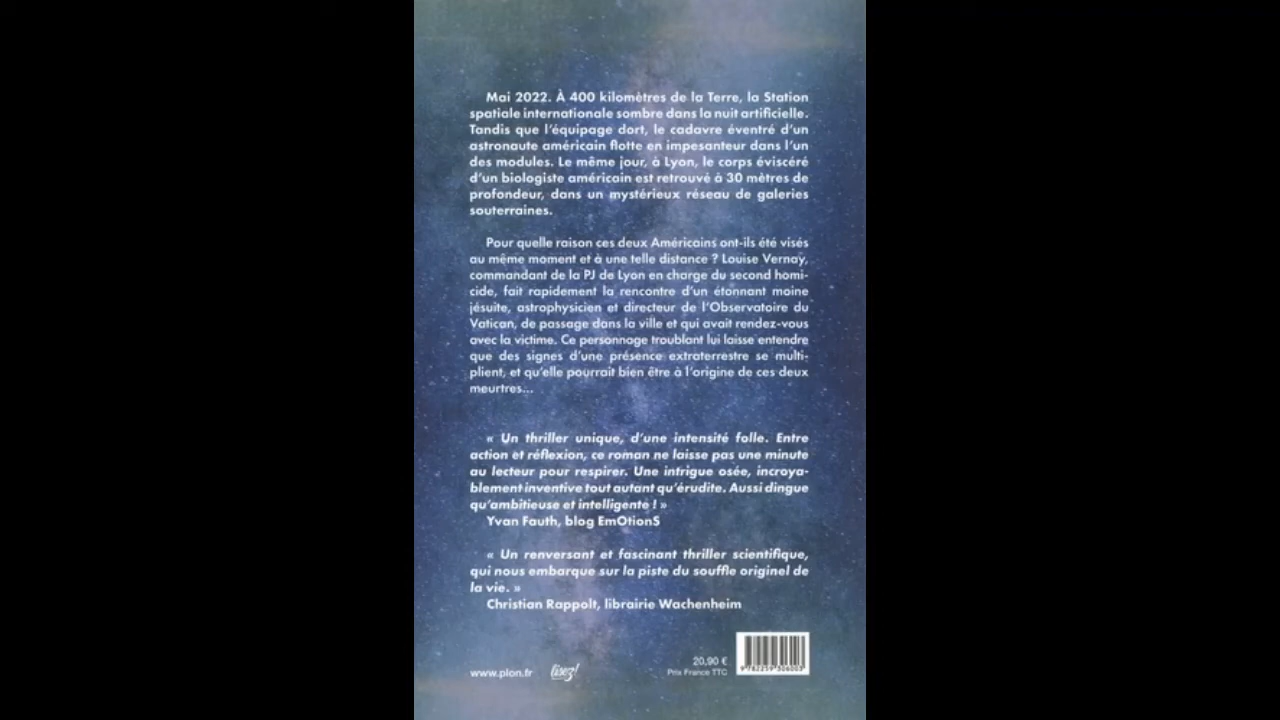 Mai 2022. À 400 kilomètres de la Terre, la Station
spatiale internationale sombre dans la nuit artificielle.
Tandis que l'équipage dort, le cadavre éventré d'un
astronaute américain flotte en impesanteur dans l'un
des modules. Le même jour, à Lyon, le corps éviscéré
d'un biologiste américain est retrouvé à 30 mètres de
profondeur, dans un mystérieux réseau de galeries
souterraines.
Pour quelle raison ces deux Américains ont-ils été visés
au même moment et à une telle distance ? Louise Vernay,
commandant de la PJ de Lyon en charge du second homi-
cide, fait rapidement la rencontre d'un étonnant moine
jésuite, astrophysicien et directeur de l'Observatoire du
Vatican, de passage dans la ville et qui avait rendez-vous
avec la victime. Ce personnage troublant lui laisse entendre
que des signes d'une présence extraterrestre se multi-
plient, et qu'elle pourrait bien être à l'origine de ces deux
meurtres...
« Un thriller unique, d'une intensité folle. Entre
action et réflexion, ce roman ne laisse pas une minute
au lecteur pour respirer. Une intrigue osée, incroya-
blement inventive tout autant qu'érudite. Aussi dingue
qu'ambitieuse et intelligente ! »
Yvan Fauth, blog EmOtionS
« Un renversant et fascinant thriller scientifique,
qui nous embarque sur la piste du souffle originel de
la vie. »
Christian Rappolt, librairie Wachenheim
www.plon.fr
lisez!
20,90 €
Prix France TTC